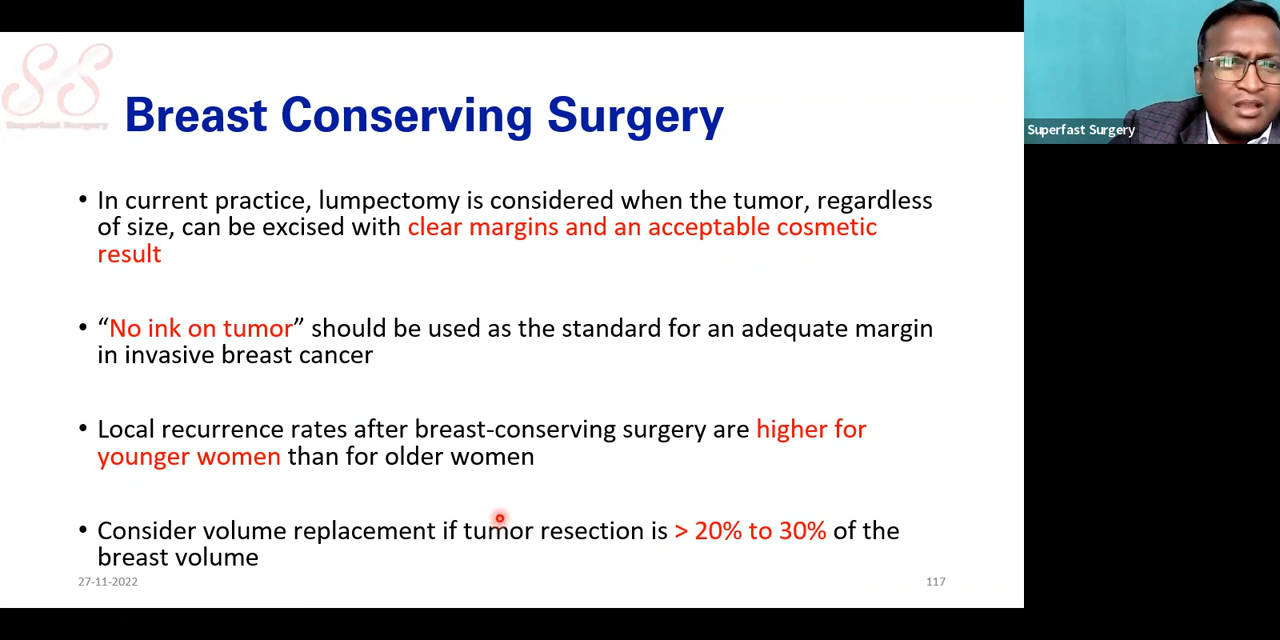 SS
Superfast Surgery
Breast Conserving Surgery
• In current practice, lumpectomy is considered when the tumor, regardless
of size, can be excised with clear margins and an acceptable cosmetic
result
• “No ink on tumor” should be used as the standard for an adequate margin
in invasive breast cancer
• Local recurrence rates after breast-conserving surgery are higher for
younger women than for older women
• Consider volume replacement if tumor resection is > 20% to 30% of the
breast volume
27-11-2022
117
Superfast Surgery